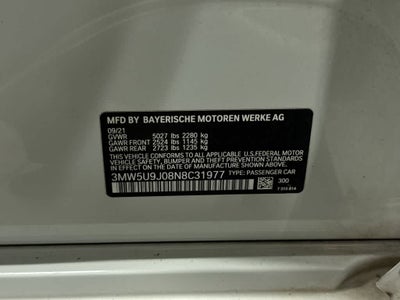 MFD BY BAYERISCHE MOTOREN WERKE AG
09/21
GVWR 5027 lbs 2280 kg
GAWR FRONT 2524 lbs 1145 kg
GAWR REAR 2723 lbs 1235 kg
THIS VEHICLE CONFORMS TO ALL APPLICABLE U.S. FEDERAL MOTOR
VEHICLE SAFETY, BUMPER AND THEFT PREVENTION STANDARDS
IN EFFECT ON THE DATE OF MANUFACTURE SHOWN ABOVE.
3MW5U9J08N8C31977 TYPE: PASSENGER CAR
300